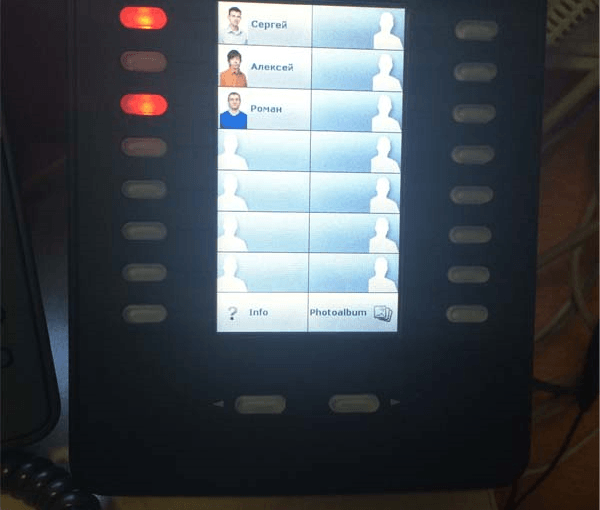 Сергей
Алексей
Роман
? Info
Photoalbum